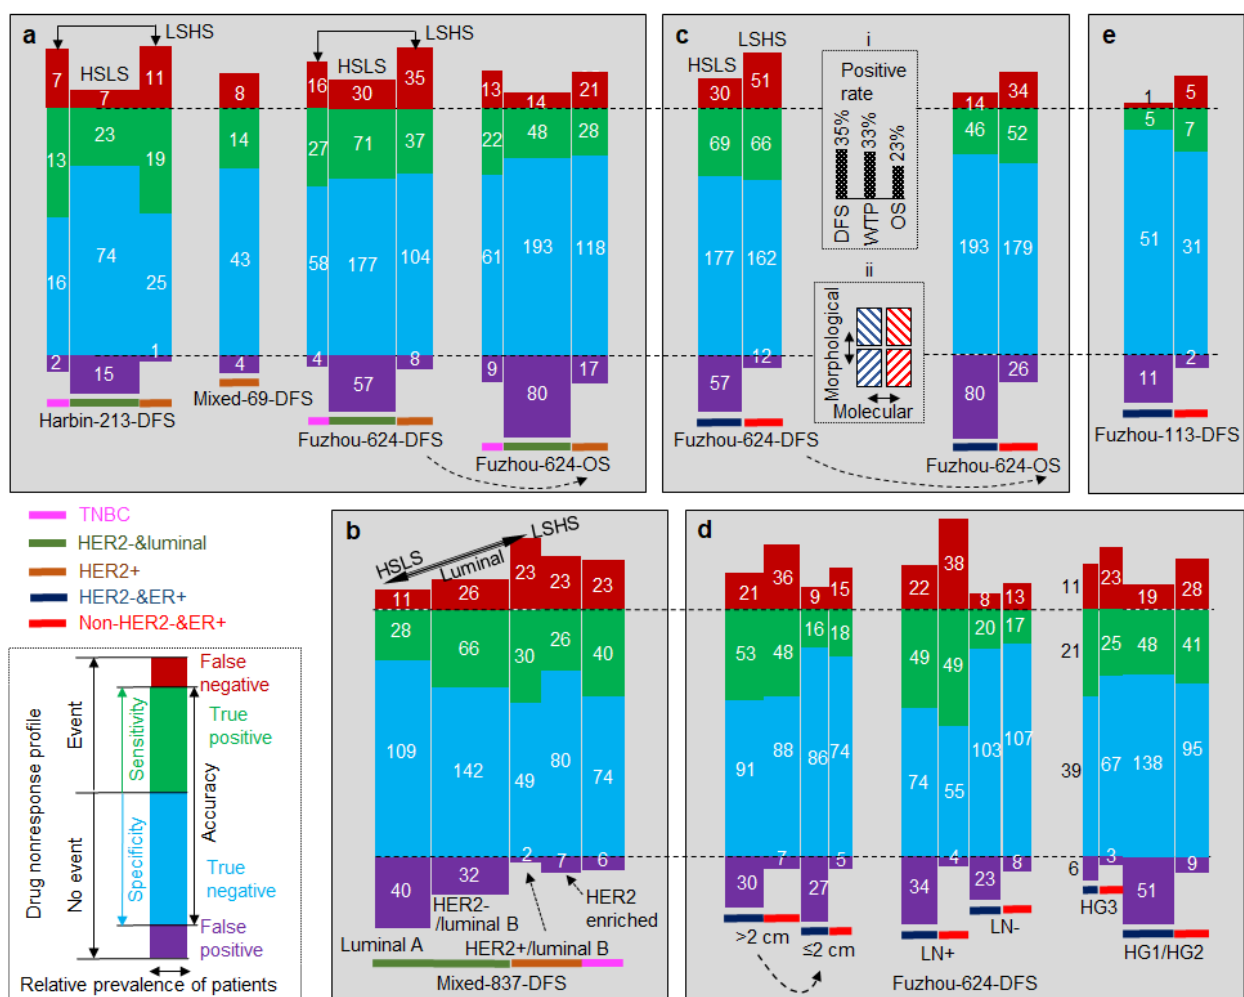 a
LSHS
HSLS
7
7
11
23
13
19
74
16
25
2
15
1
Harbin-213-DFS
8
14
43
4
Mixed-69-DFS
LSHS
HSLS
16
30
35
27
71
37
58
177
104
4
57
8
Fuzhou-624-DFS
13
14
21
22
48
28
61
193
118
9
80
17
Fuzhou-624-OS
c
HSLS
LSHS
30
51
69
66
177
162
57
12
Fuzhou-624-DFS
i
Positive
rate
35%
33%
23%
DFS
WTP
OS
ii
Morphological
Molecular
14
34
46
52
193
179
80
26
Fuzhou-624-OS
e
1
5
5
7
51
31
11
2
Fuzhou-113-DFS
TNBC
HER2-&luminal
HER2+
HER2-&ER+
Non-HER2-&ER+
Drug nonresponse profile
Event
No event
Sensitivity
Specificity
Accuracy
False
negative
True
positive
True
negative
False
positive
Relative prevalence of patients
b
HSLS
Luminal
LSHS
11
26
23
23
23
28
66
30
26
40
109
142
49
80
74
40
32
2
7
6
Luminal A
HER2-
/luminal B
HER2+/luminal B
HER2
enriched
Mixed-837-DFS
d
21
36
9
15
53
48
16
18
91
88
86
74
30
7
27
5
>2 cm
≤2 cm
22
38
8
13
49
49
20
17
74
55
103
107
34
4
23
8
LN+
LN-
11
23
19
28
21
25
48
41
39
67
138
95
6
3
51
9
HG3
HG1/HG2
Fuzhou-624-DFS